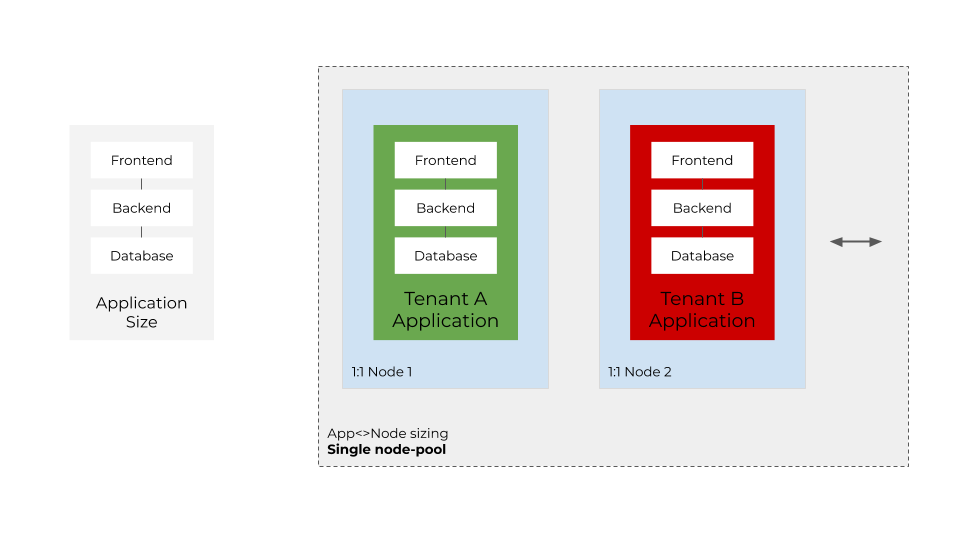 Frontend
Backend
Database
Application
Size
Frontend
Backend
Database
Tenant A
Application
1:1 Node 1
Frontend
Backend
Database
Tenant B
Application
1:1 Node 2
App<>Node sizing
Single node-pool